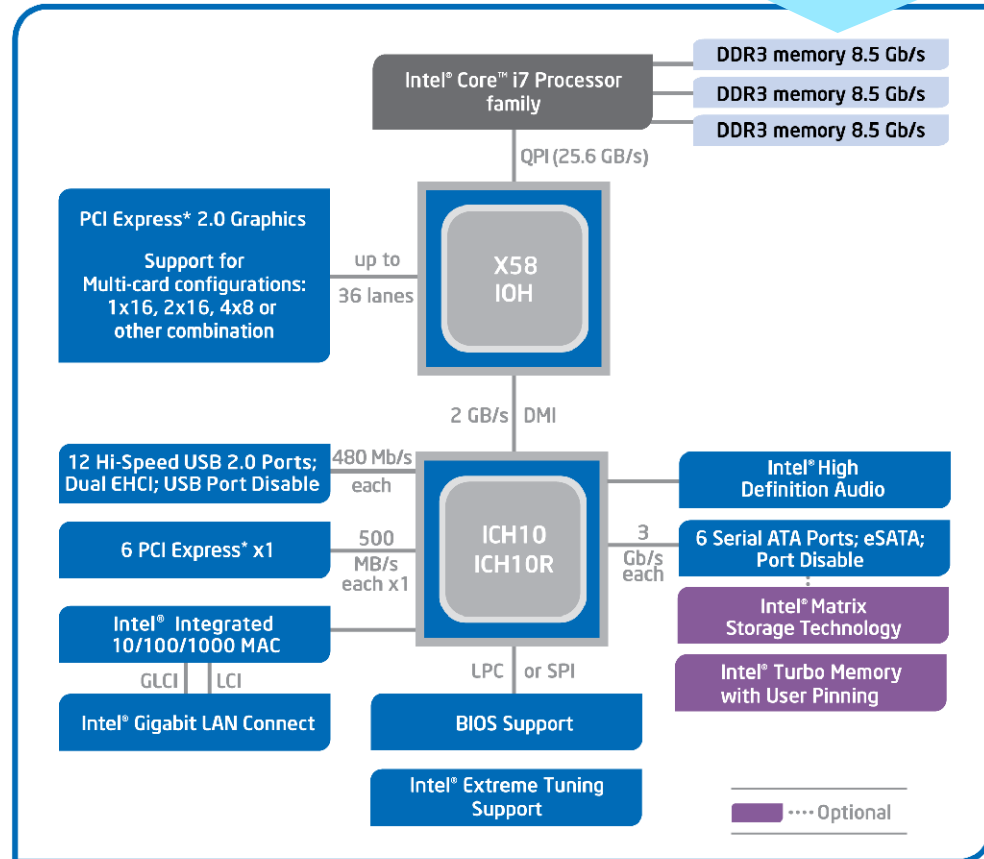 DDR3 memory 8.5 Gb/s
Intel® Core™ i7 Processor
family
DDR3 memory 8.5 Gb/s
DDR3 memory 8.5 Gb/s
QPI (25.6 GB/s)
PCI Express* 2.0 Graphics
Support for
Multi-card configurations:
1x16, 2x16, 4x8 or
other combination
up to
36 lanes
X58
IOH
2 GB/s DMI
12 Hi-Speed USB 2.0 Ports;
Dual EHCI; USB Port Disable
480 Mb/s
each
Intel® High
Definition Audio
6 PCI Express* x1
500
MB/s
each x1
ICH10
ICH10R
3
Gb/s
each
6 Serial ATA Ports; eSATA;
Port Disable
Intel® Matrix
Storage Technology
Intel® Integrated
10/100/1000 MAC
GLCI LCI
LPC or SPI
Intel® Turbo Memory
with User Pinning
Intel® Gigabit LAN Connect
BIOS Support
Intel® Extreme Tuning
Support
Optional